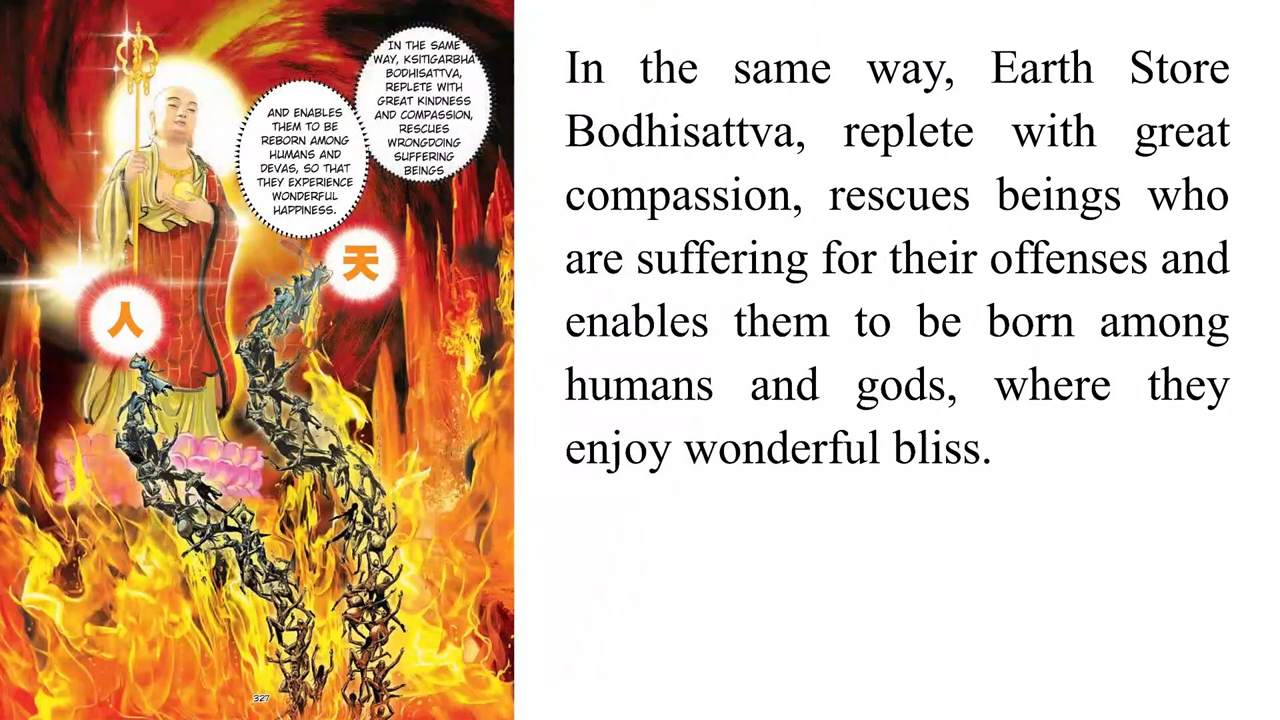 IN THE SAME
WAY, KSITIGARBHA
BODHISATTVA,
REPLETE WITH
GREAT KINDNESS
AND COMPASSION,
RESCUES
WRONGDOING
SUFFERING
BEINGS
AND ENABLES
THEM TO BE
REBORN AMONG
HUMANS AND
DEVAS, SO THAT
THEY EXPERIENCE
WONDERFUL
HAPPINESS.
天
人
327
In the same way, Earth Store
Bodhisattva, replete with great
compassion, rescues beings who
are suffering for their offenses and
enables them to be born among
humans and gods, where they
enjoy wonderful bliss.